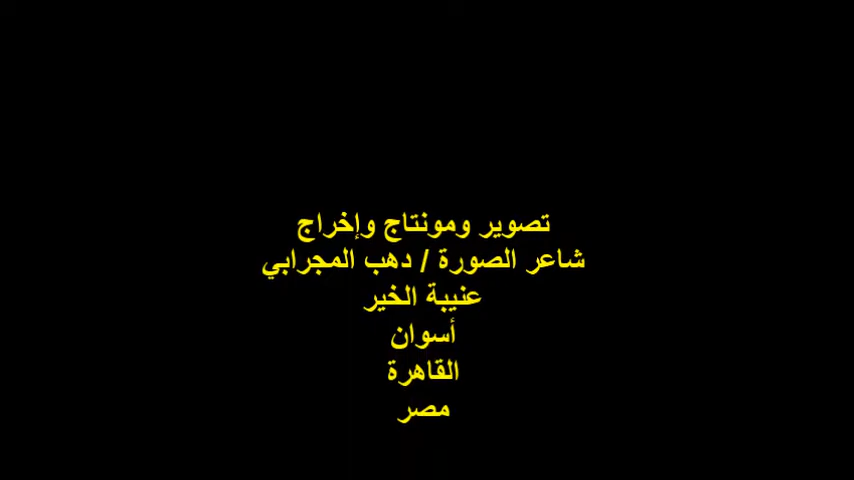 تصوير ومونتاج وإخراج
شاعر الصورة / دهب المجرابي
عنيبة الخير
أسوان
القاهرة
مصر